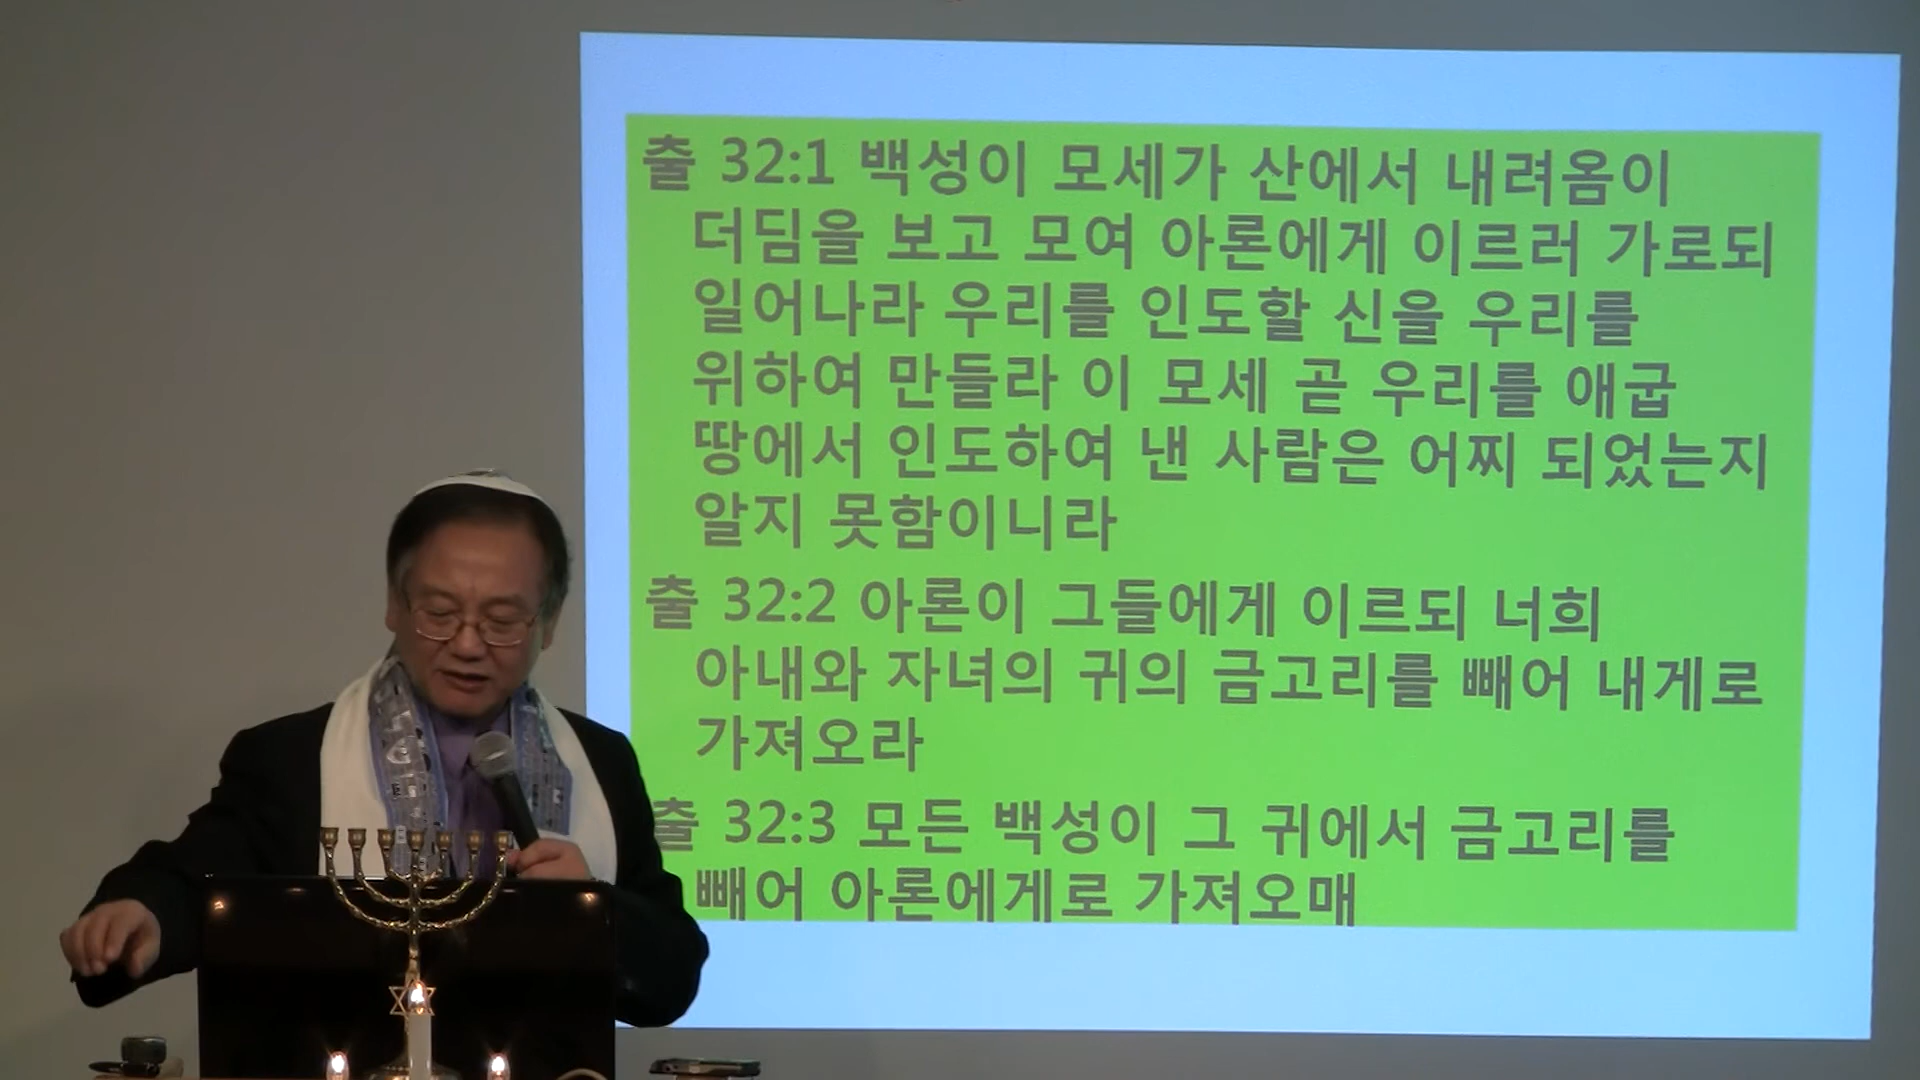 출 32:1 백성이 모세가 산에서 내려옴이
더딤을 보고 모여 아론에게 이르러 가로되
일어나라 우리를 인도할 신을 우리를
위하여 만들라 이 모세 곧 우리를 애굽
땅에서 인도하여 낸 사람은 어찌 되었는지
알지 못함이니라
출 32:2 아론이 그들에게 이르되 너희
아내와 자녀의 귀의 금고리를 빼어 내게로
가져오라
출 32:3 모든 백성이 그 귀에서 금고리를
빼어 아론에게로 가져오매